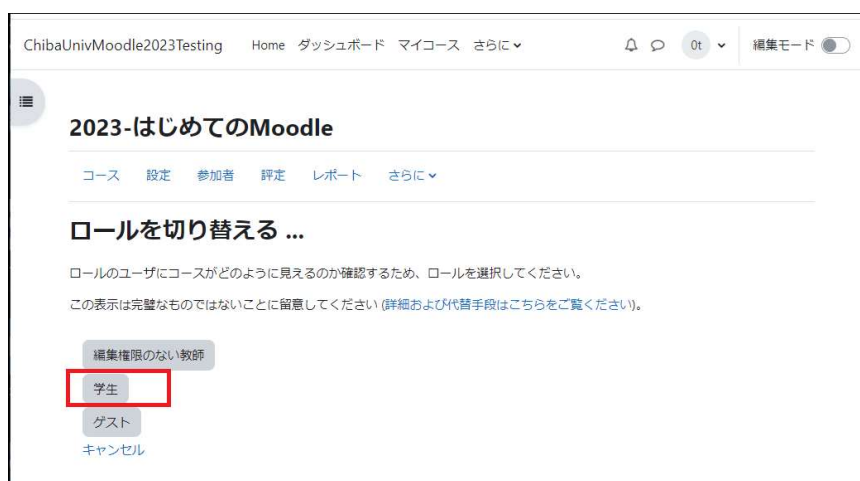 ChibaUnivMoodle2023Testing Home ダッシュボード マイコース さらに 0t 編集モード
2023-はじめてのMoodle
コース 設定 参加者 評定 レポート さらに
ロールを切り替える ...
ロールのユーザにコースがどのように見えるのか確認するため、ロールを選択してください。
この表示は完璧なものではないことに留意してください (詳細および代替手段はこちらをご覧ください)。
編集権限のない教師
学生
ゲスト
キャンセル